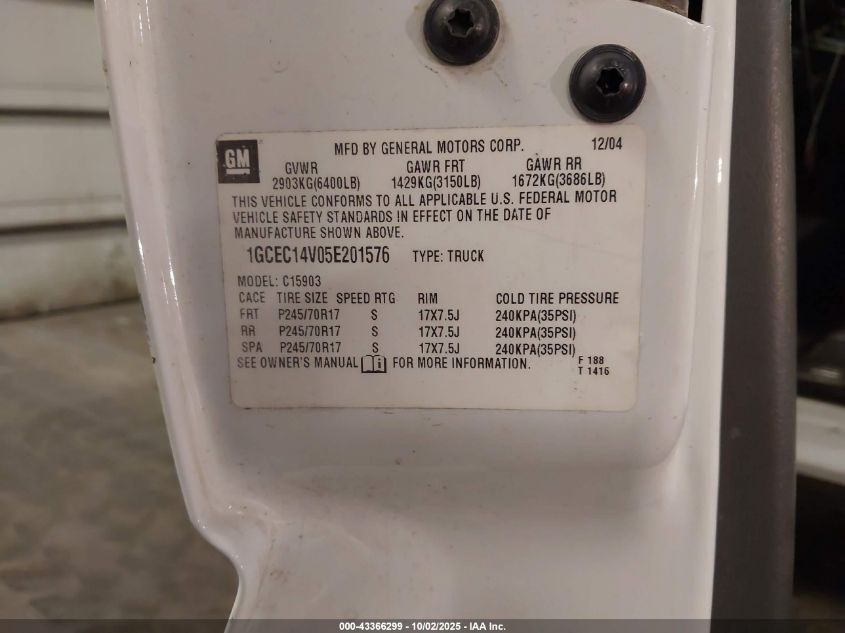 GM
MFD BY GENERAL MOTORS CORP. 12/04
GVWR GAWR FRT GAWR RR
2903KG(6400LB) 1429KG(3150LB) 1672KG(3686LB)
THIS VEHICLE CONFORMS TO ALL APPLICABLE U.S. FEDERAL MOTOR
VEHICLE SAFETY STANDARDS IN EFFECT ON THE DATE OF
MANUFACTURE SHOWN ABOVE.
1GCEC14V05E201576 TYPE: TRUCK
MODEL: C15903
CACE TIRE SIZE SPEED RTG RIM COLD TIRE PRESSURE
FRT P245/70R17 S 17X7.5J 240KPA(35PSI)
RR P245/70R17 S 17X7.5J 240KPA(35PSI)
SPA P245/70R17 S 17X7.5J 240KPA(35PSI)
SEE OWNER'S MANUAL i FOR MORE INFORMATION. F 188
T 1416
000-43366299 - 10/02/2025 - IAA Inc.